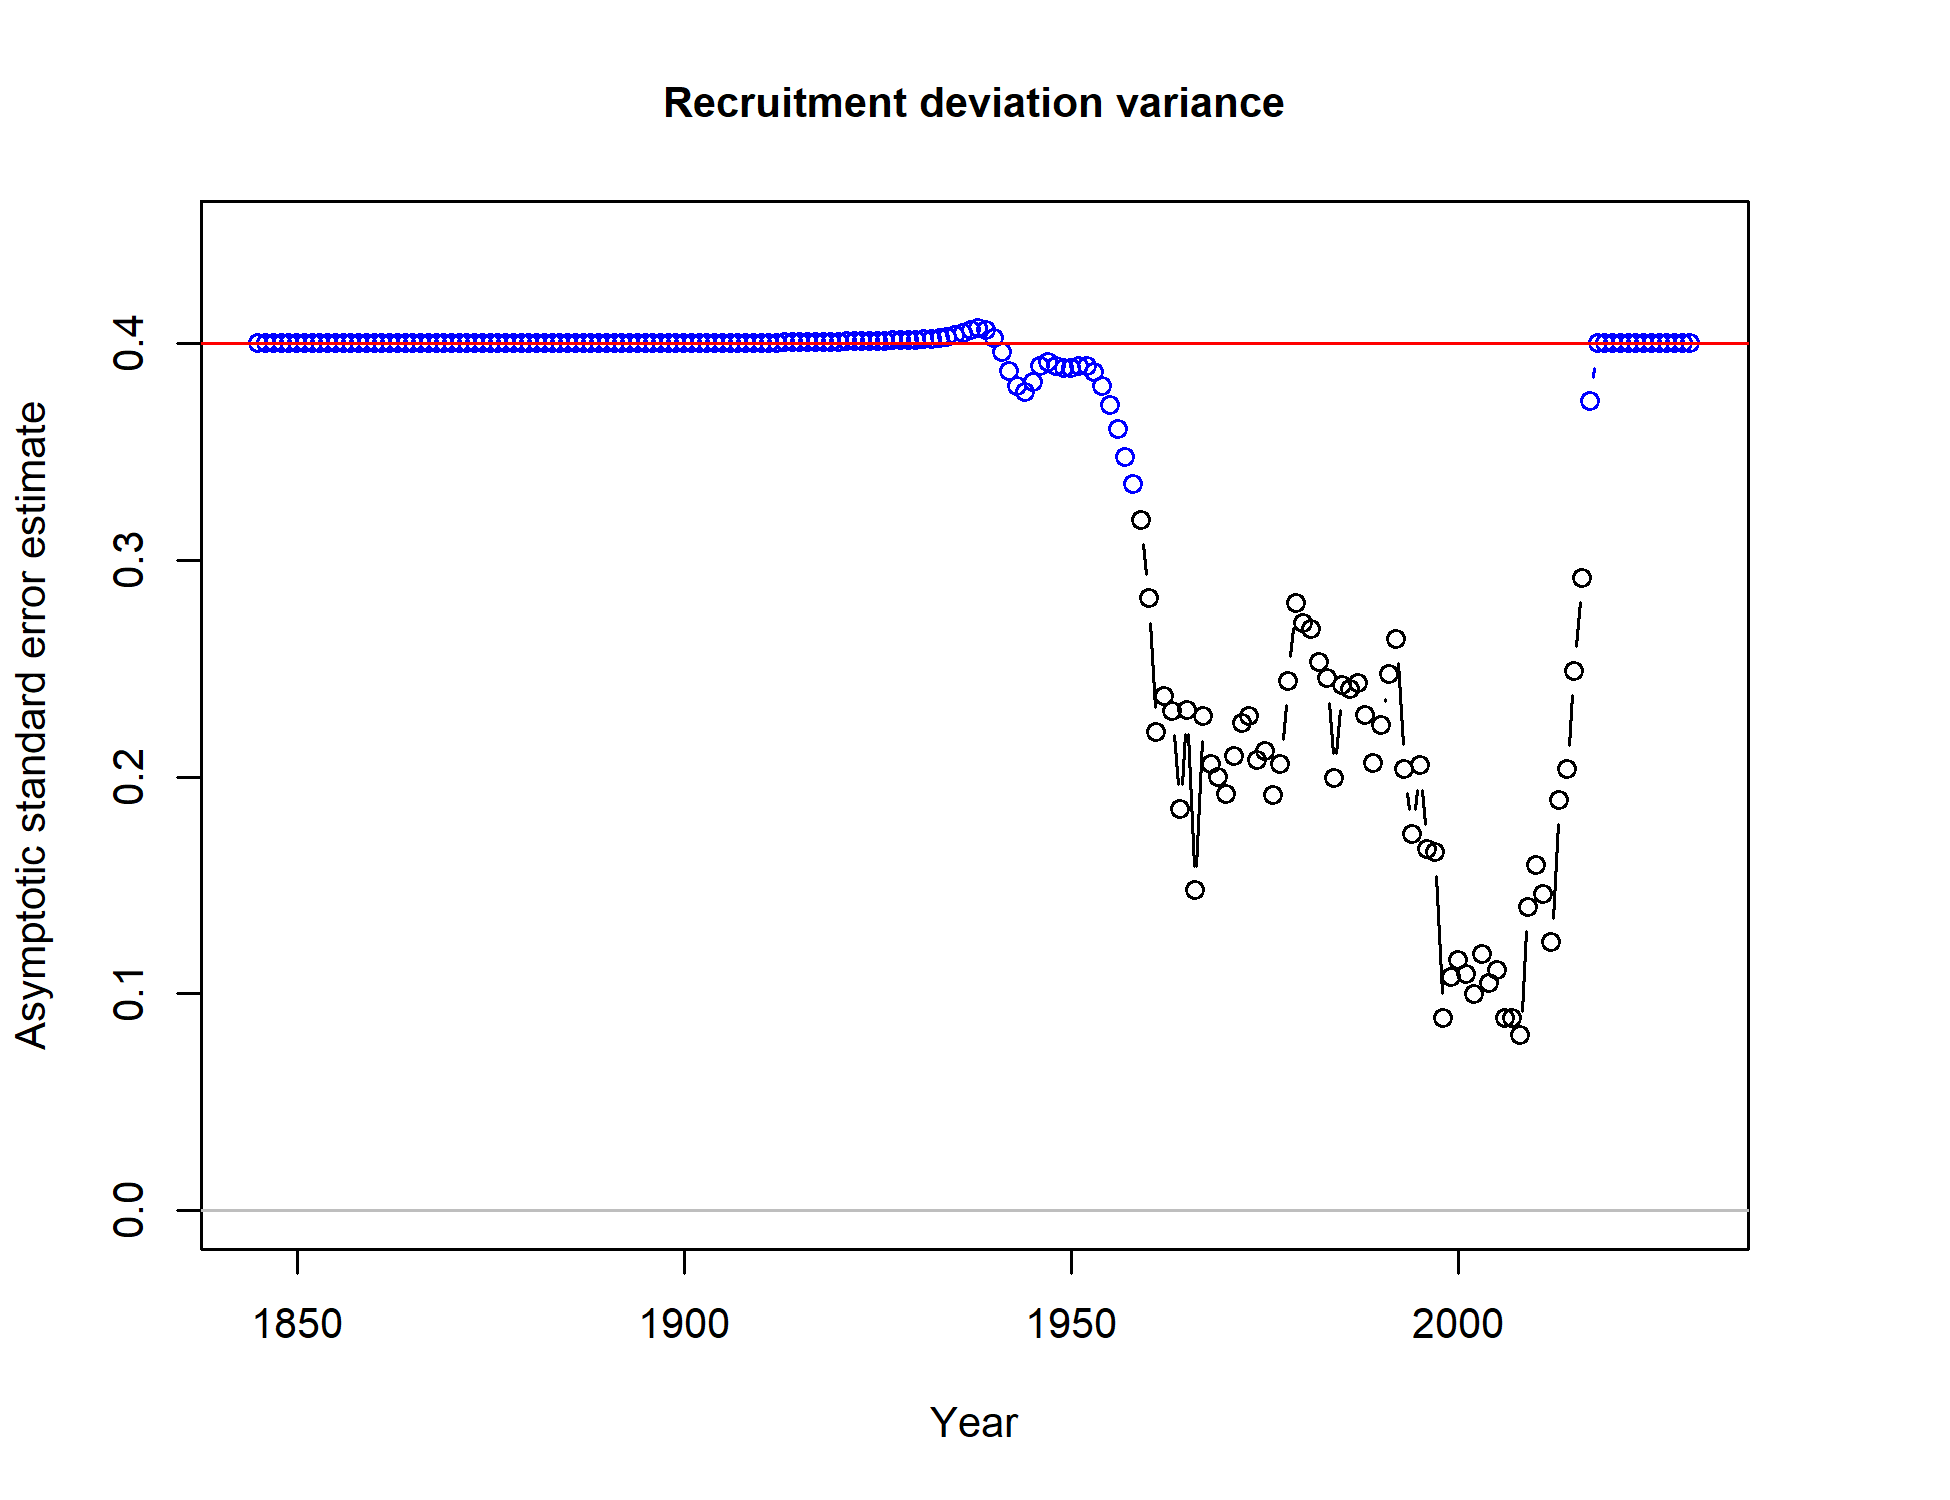 Recruitment deviation variance
Asymptotic standard error estimate
0.4
0.3
0.2
0.1
0.0
1850 1900 1950 2000
Year